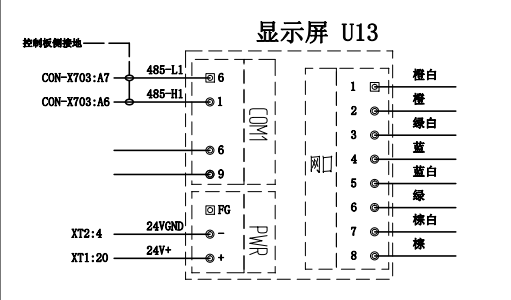 显示屏 U13
控制板侧接地
CON-X703:A7 485-L1 6
CON-X703:A6 485-H1 1
6
9
COM1
FG
XT2:4 24VGND -
XT1:20 24V+ +
PWR
网口
1 橙白
2 橙
3 绿白
4 蓝
5 蓝白
6 绿
7 棕白
8 棕